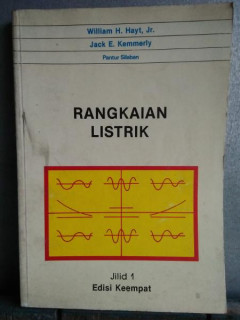 William H. Hayt, Jr.
Jack E. Kemmerly
Pantur Silaban
RANGKAIAN
LISTRIK
Jilid 1
Edisi Keempat